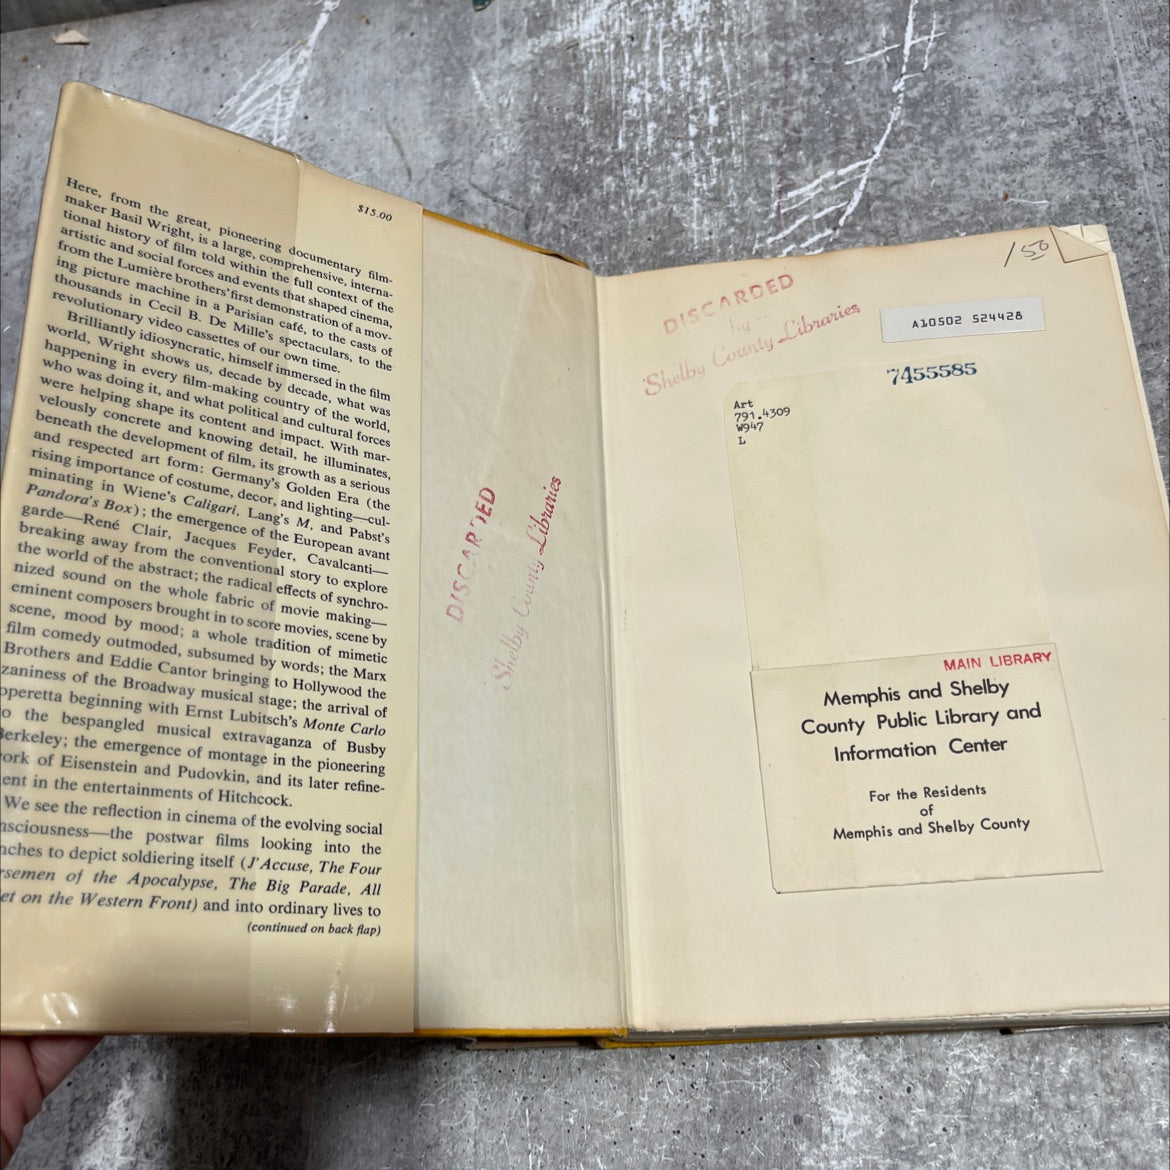 $15.00
Here, from the great, pioneering documentary film-
maker Basil Wright, is a large, comprehensive, interna-
tional history of film told within the full context of the
artistic and social forces and events that shaped cinema,
from the Lumière brothers' first demonstration of a mov-
ing picture machine in a Parisian café, to the casts of
thousands in Cecil B. De Mille's spectaculars, to the
revolutionary video cassettes of our own time.
Brilliantly idiosyncratic, himself immersed in the film
world, Wright shows us, decade by decade, what was
happening in every film-making country of the world,
who was doing it, and what political and cultural forces
were helping shape its content and impact. With mar-
velously concrete and knowing detail, he illuminates,
beneath the development of film, its growth as a serious
and respected art form: Germany's Golden Era (the
rising importance of costume, decor, and lighting—cul-
minating in Wiene's Caligari, Lang's M, and Pabst's
Pandora's Box); the emergence of the European avant
garde—René Clair, Jacques Feyder, Cavalcanti—
breaking away from the conventional story to explore
the world of the abstract; the radical effects of synchro-
nized sound on the whole fabric of movie making—
eminent composers brought in to score movies, scene by
scene, mood by mood; a whole tradition of mimetic
film comedy outmoded, subsumed by words; the Marx
Brothers and Eddie Cantor bringing to Hollywood the
zaniness of the Broadway musical stage; the arrival of
operetta beginning with Ernst Lubitsch's Monte Carlo
o the bespangled musical extravaganza of Busby
Berkeley; the emergence of montage in the pioneering
ork of Eisenstein and Pudovkin, and its later refine-
ent in the entertainments of Hitchcock.
We see the reflection in cinema of the evolving social
nsciousness—the postwar films looking into the
nches to depict soldiering itself (J'Accuse, The Four
rsemen of the Apocalypse, The Big Parade, All
et on the Western Front) and into ordinary lives to
(continued on back flap)
DISCARDED
Shelby County Libraries
1 50
DISCARDED
by
Shelby County Libraries
A10502 524428
7455585
Art
791.4309
W947
L
MAIN LIBRARY
Memphis and Shelby
County Public Library and
Information Center
For the Residents
of
Memphis and Shelby County